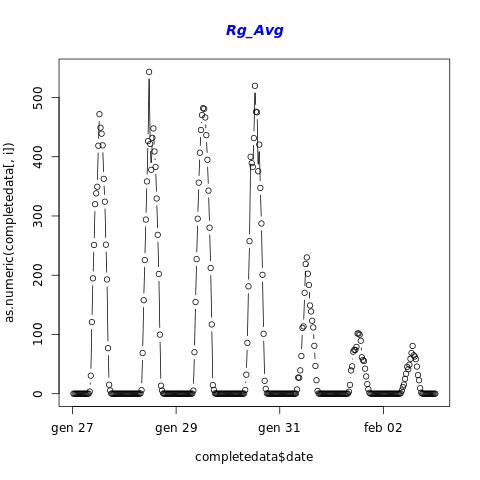 Rg_Avg
as.numeric(completedata[, i])
500
400
300
200
100
0
gen 27
gen 29
gen 31
feb 02
completedata$date